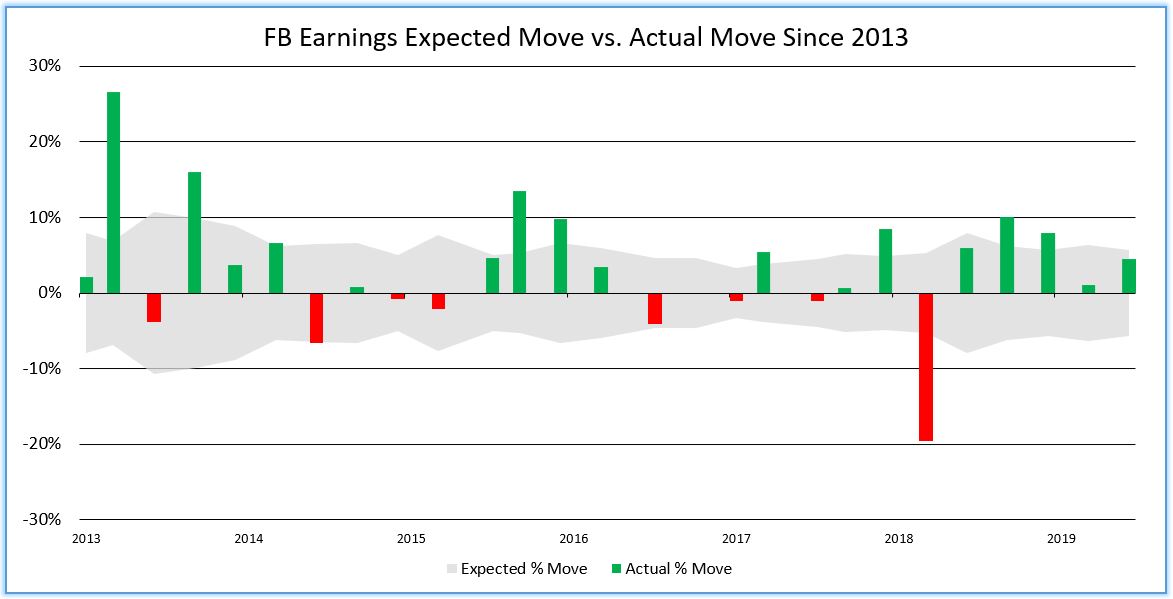 FB Earnings Expected Move vs. Actual Move Since 2013
30%
20%
10%
0%
-10%
-20%
-30%
2013 2014 2015 2016 2017 2018 2019
Expected % Move Actual % Move